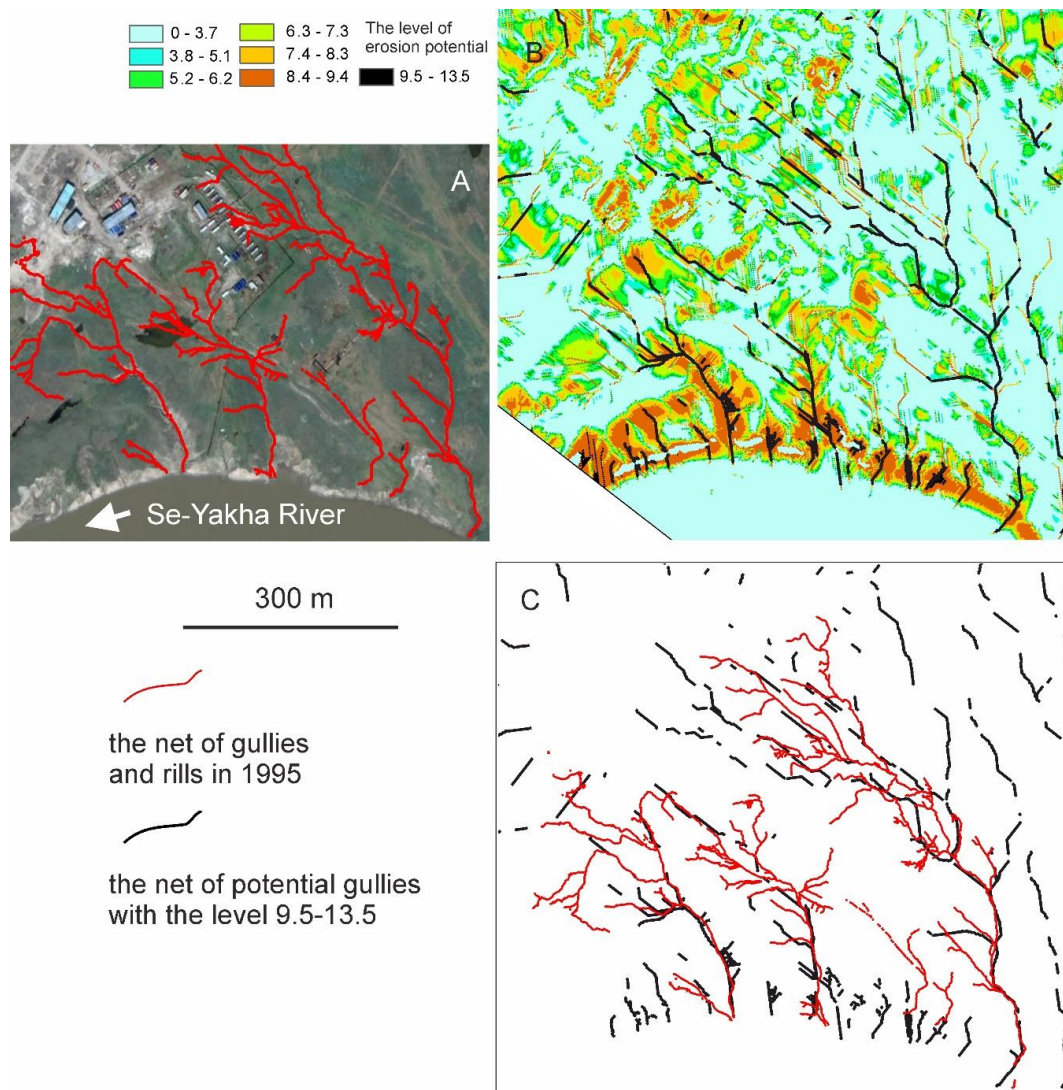 0 - 3.7
3.8 - 5.1
5.2 - 6.2
6.3 - 7.3
7.4 - 8.3
8.4 - 9.4
The level of
erosion potential
9.5 - 13.5
A
B
Se-Yakha River
300 m
C
the net of gullies
and rills in 1995
the net of potential gullies
with the level 9.5-13.5